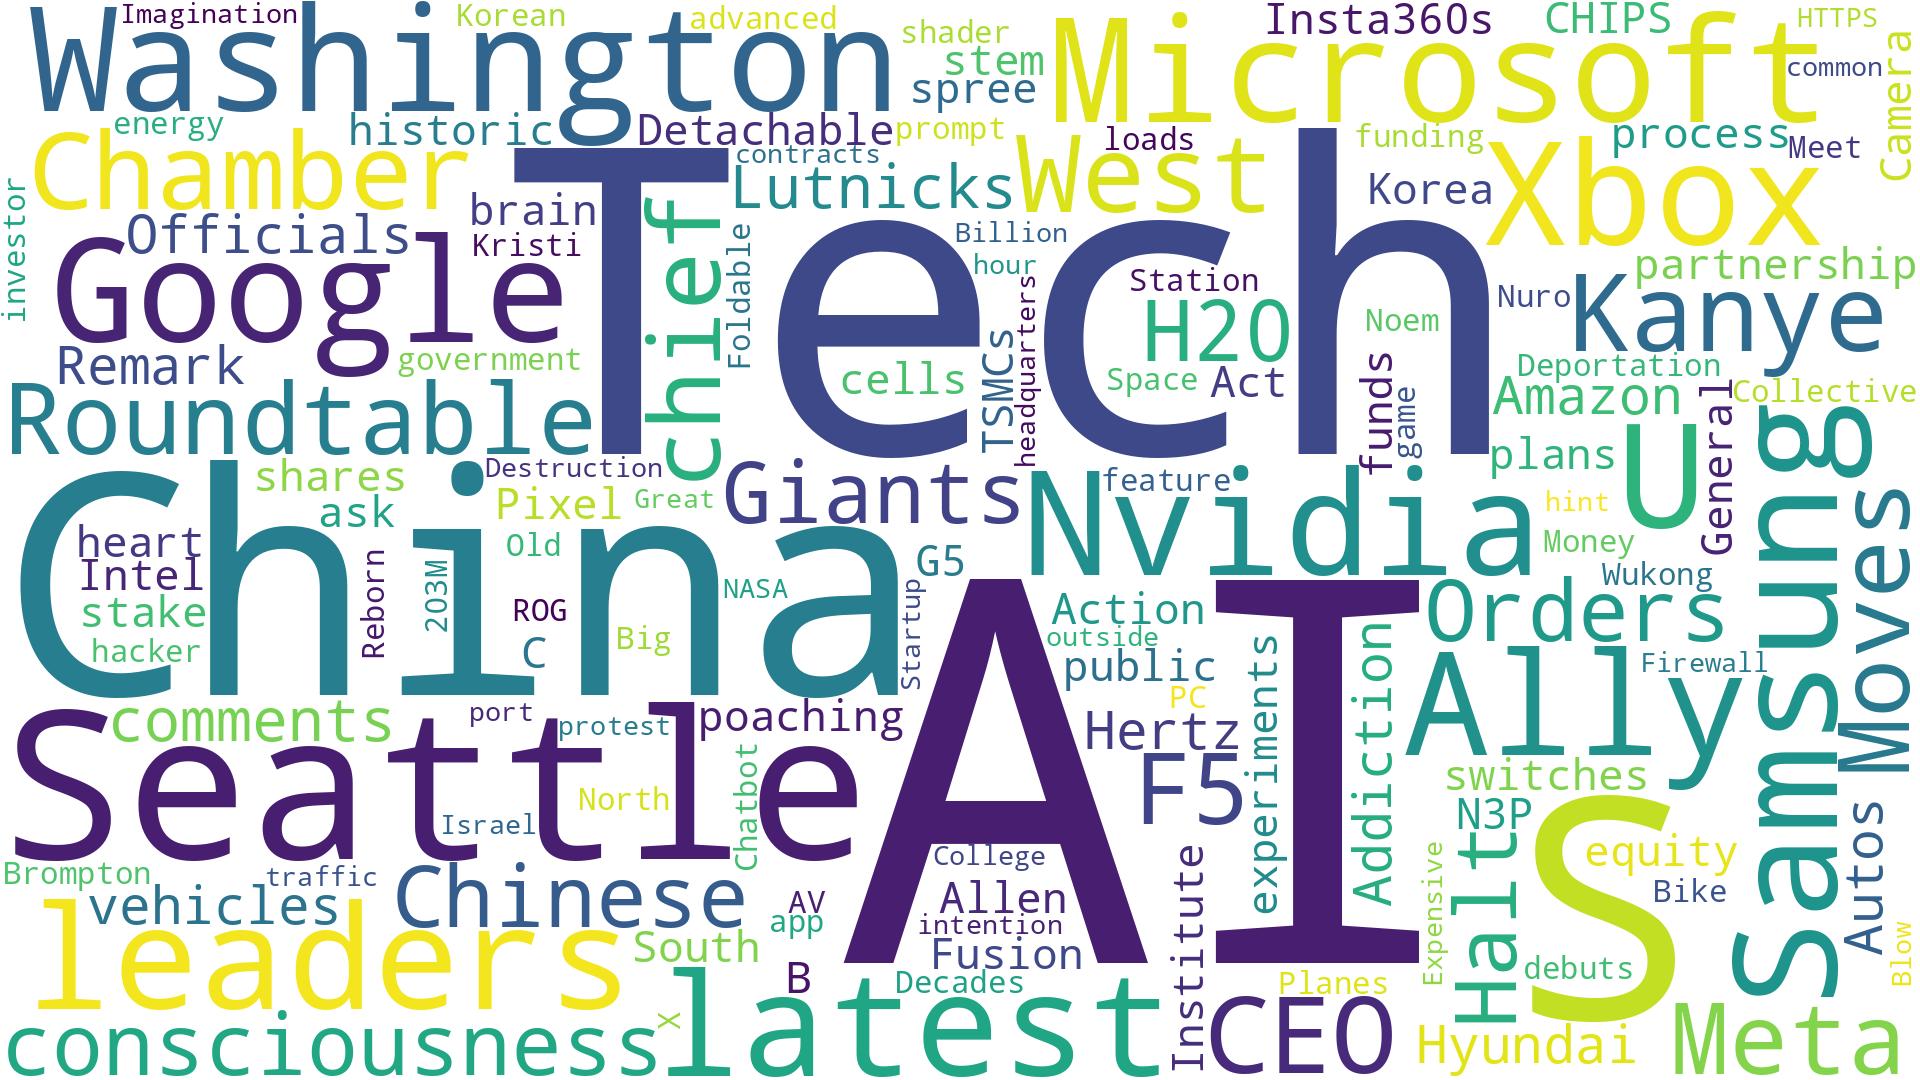 Imagination
Korean
advanced
shader
Insta360s
CHIPS
HTTPS
Washington
stem
Microsoft
common
Camera
spree
energy
historic
Detachable
prompt
loads
funding
process
Meet
Chamber
contracts
West
Xbox
investor
Lutnicks
Korea
Tech
chief
brain
Officials
Kristi
Foldable
Billion
hour
Station
partnership
Google
headquarters
Nuro
Kanye
H20
Noem
TSMCs
Remark
government
cells
Space
Act
funds
game
Deportation
Amazon
General
Collective
Roundtable
U
Samsung
plans
shares
Destruction
Giants
Nvidia
feature
China
Pixel
Great
hint
ask
Moves
heart
Old
G5
Money
Intel
Reborn
203M
NASA
Startup
Wukong
stake
ROG
Action
Orders
hacker
C
Big
outside
experiments
Addiction
public
Ally
Firewall
AI
PC
Seattle
comments
port
protest
poaching
Hertz
F5
switches
North
Chatbot
Israel
N3P
S
Autos
Halt
equity
Institute
Expensive
College
Brompton
traffic
Chinese
vehicles
AV
Allen
Bike
leaders
app
intention
Blow
South
Fusion
debuts
B
Decades
Planes
latest
CEO
Meta
consciousness
X
Hyundai